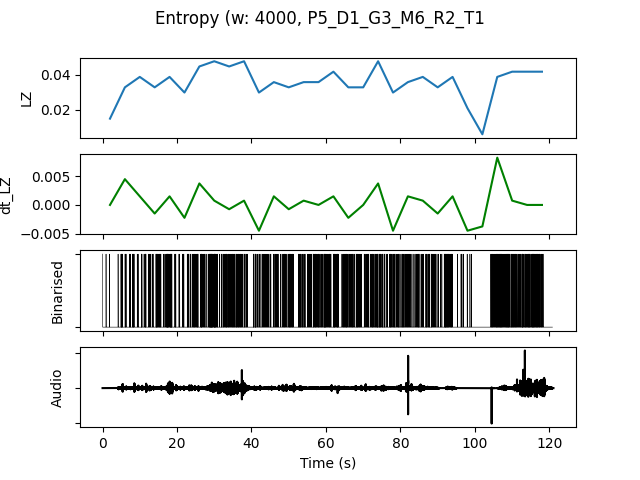 Entropy (w: 4000, P5_D1_G3_M6_R2_T1
0.04
0.02
LZ
0.005
0.000
−0.005
dt_LZ
Binarised
Audio
0 20 40 60 80 100 120
Time (s)